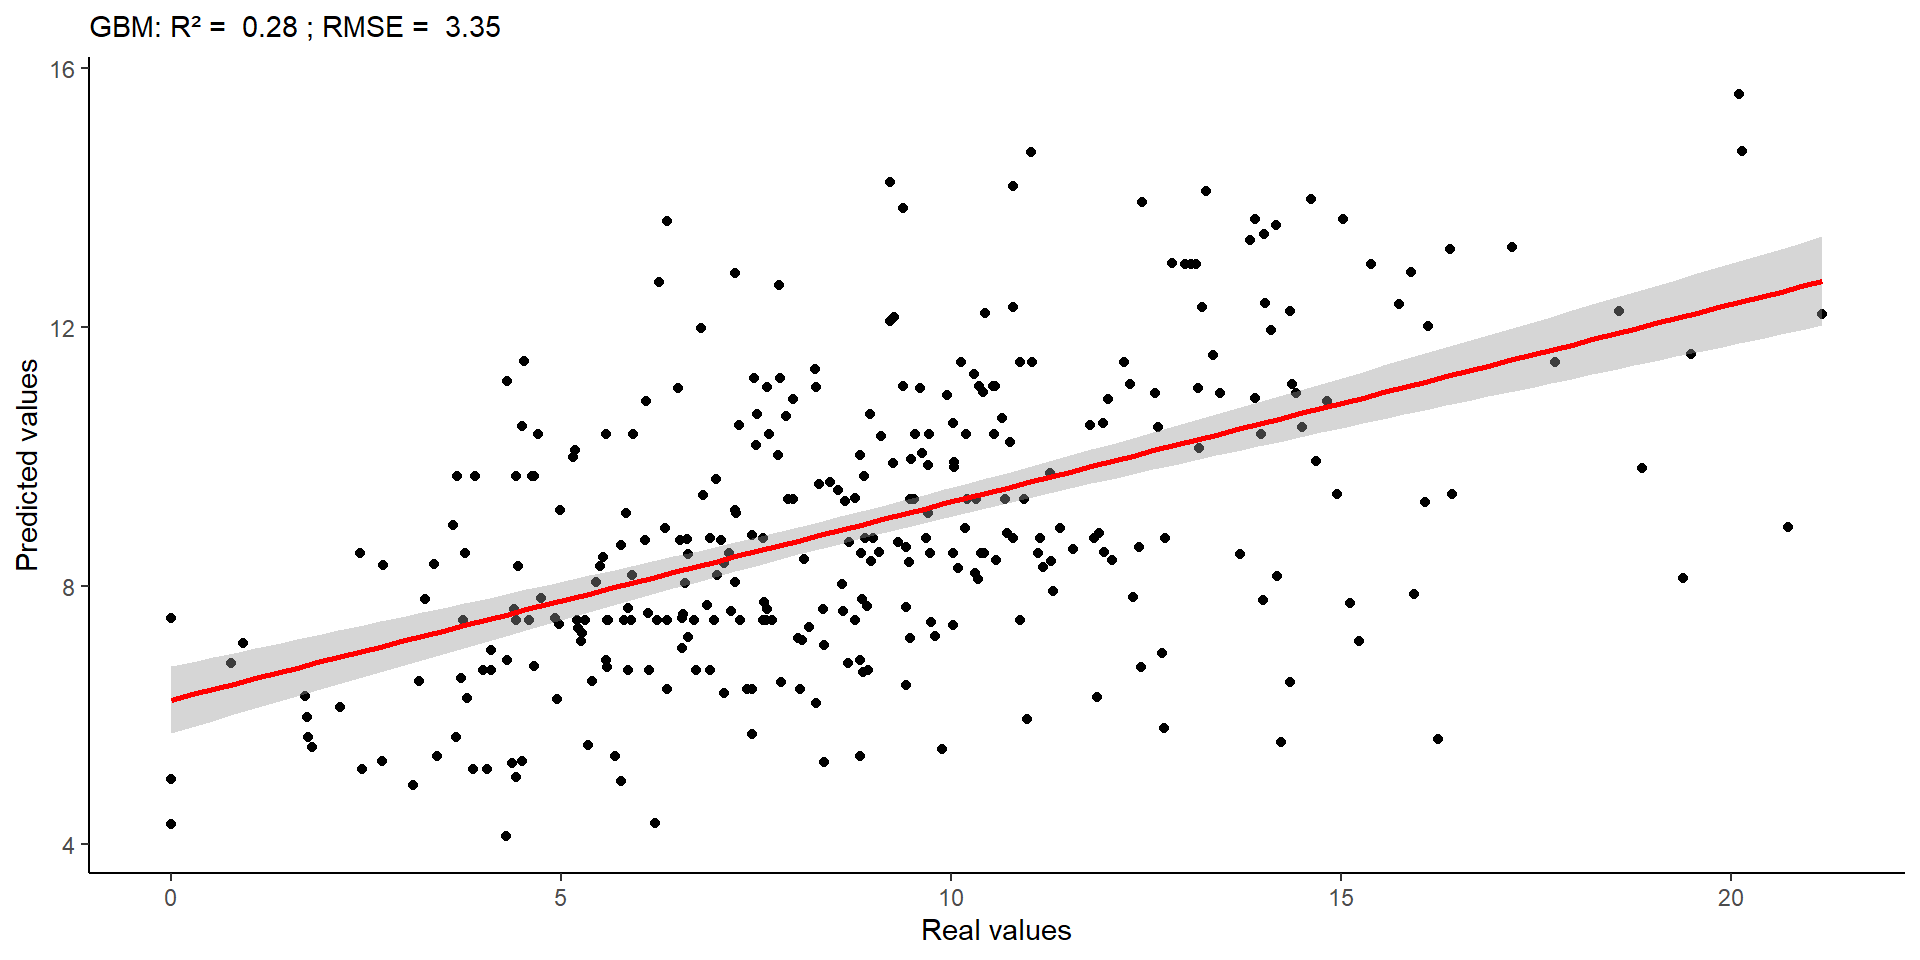 GBM: R² =  0.28 ; RMSE =  3.35
16
12
8
4
Predicted values
0 5 10 15 20
Real values